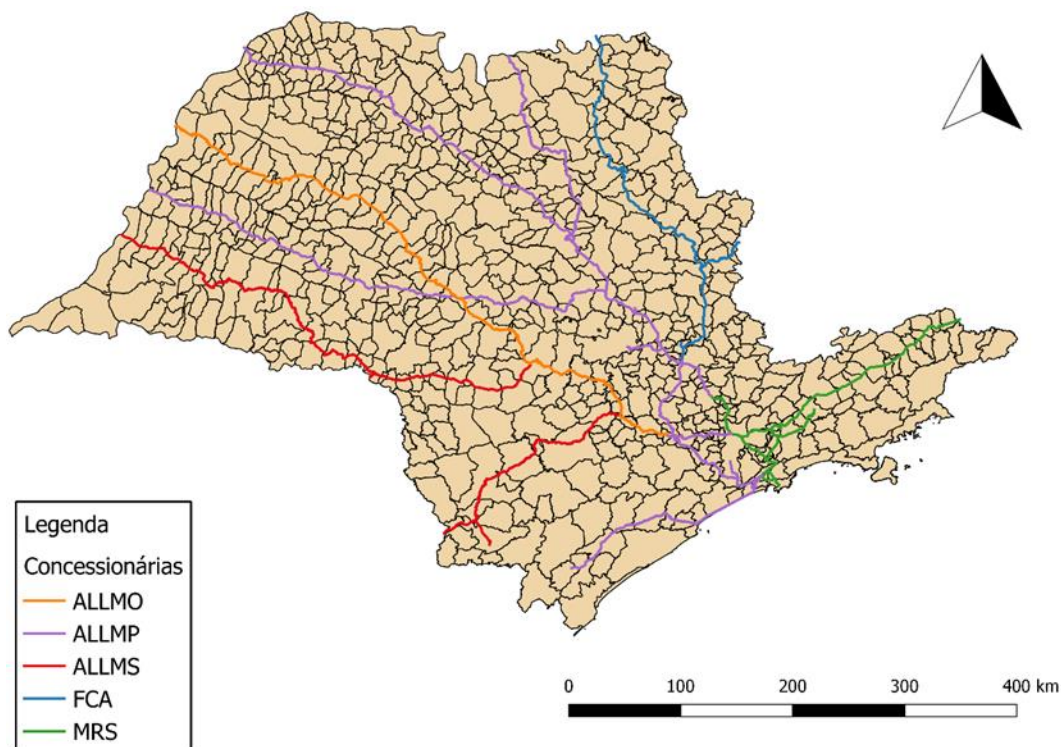 Legenda
Concessionárias
ALLMO
ALLMP
ALLMS
FCA
MRS
0 100 200 300 400 km